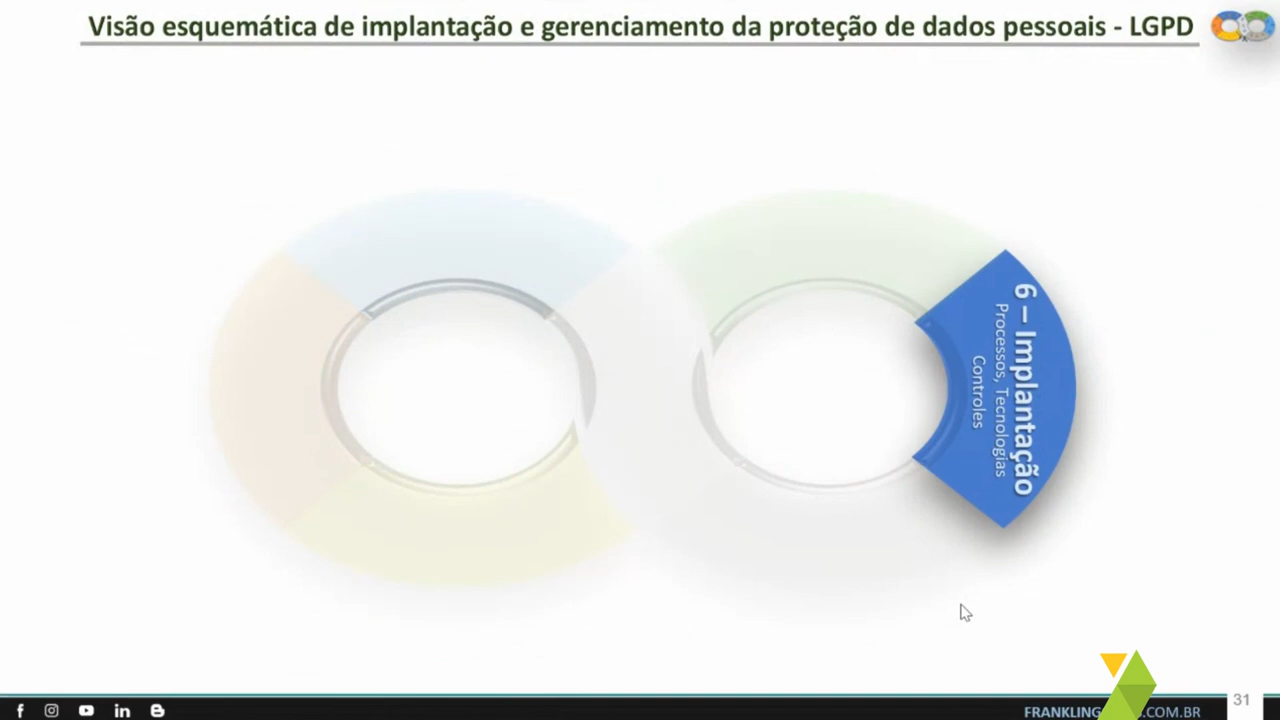 Visão esquemática de implantação e gerenciamento da proteção de dados pessoais - LGPD
6 – Implantação
Processos, Tecnologias
Controles
.COM.BR
31